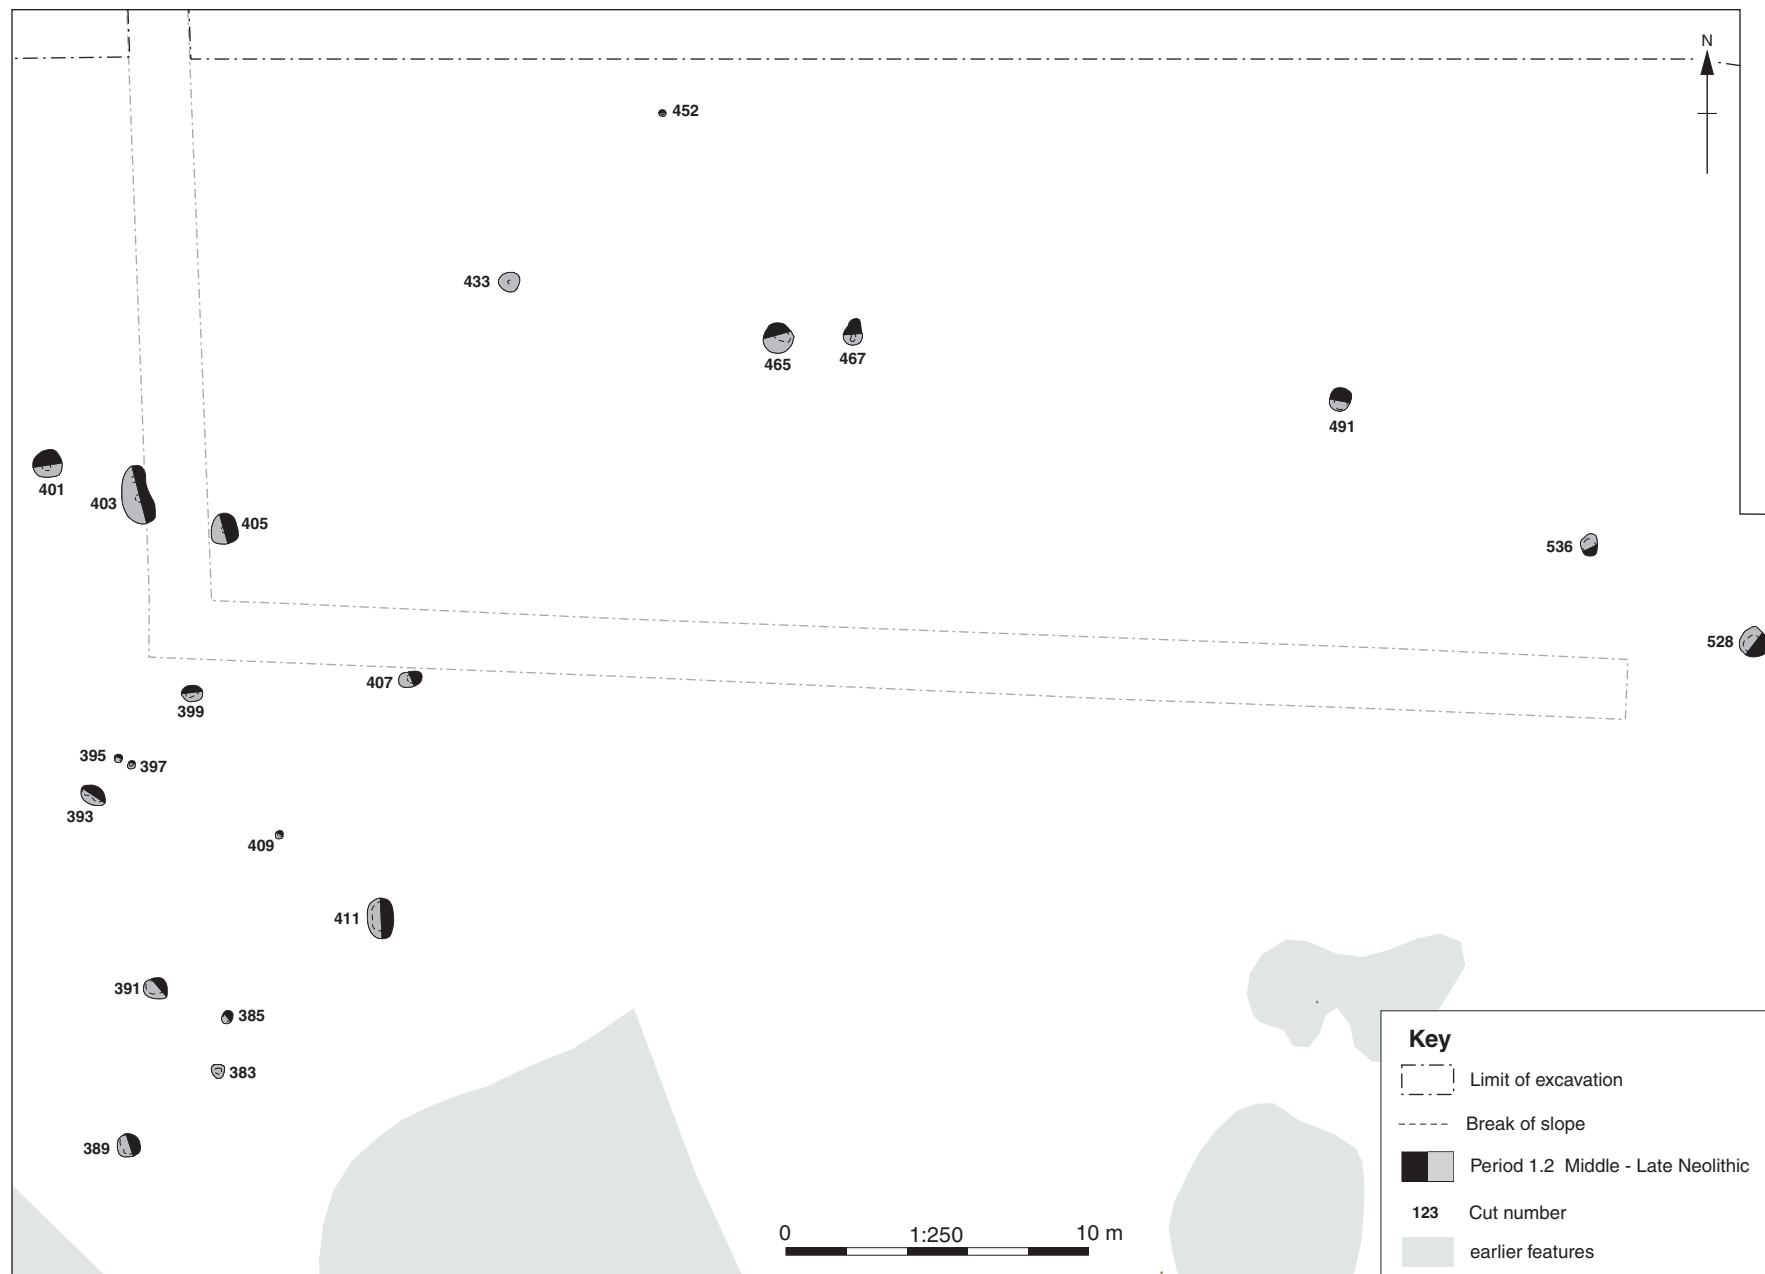 N
452
433
465
467
491
401
403
405
536
528
407
399
395
397
393
409
411
391
385
383
389
Key
Limit of excavation
Break of slope
Period 1.2 Middle - Late Neolithic
123 Cut number
earlier features
0 1:250 10 m